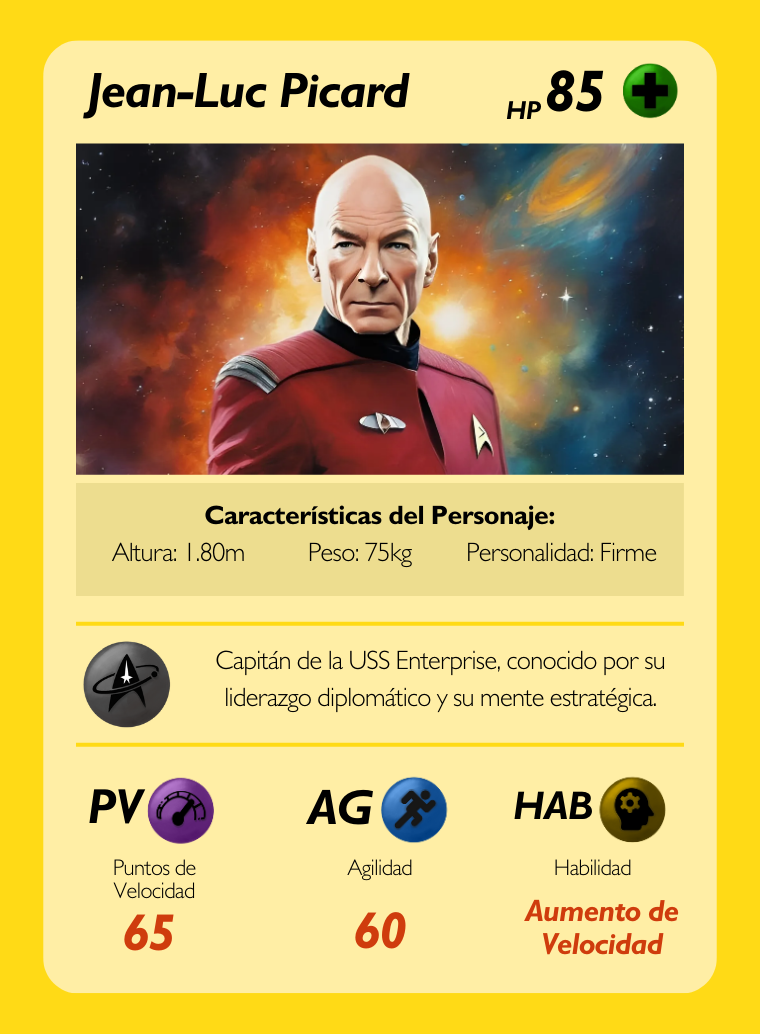 Jean-Luc Picard
HP 85
Características del Personaje:
Altura: 1.80m Peso: 75kg Personalidad: Firme
Capitán de la USS Enterprise, conocido por su
liderazgo diplomático y su mente estratégica.
PV AG HAB
Puntos de
Velocidad
Agilidad
Habilidad
65
60
Aumento de
Velocidad